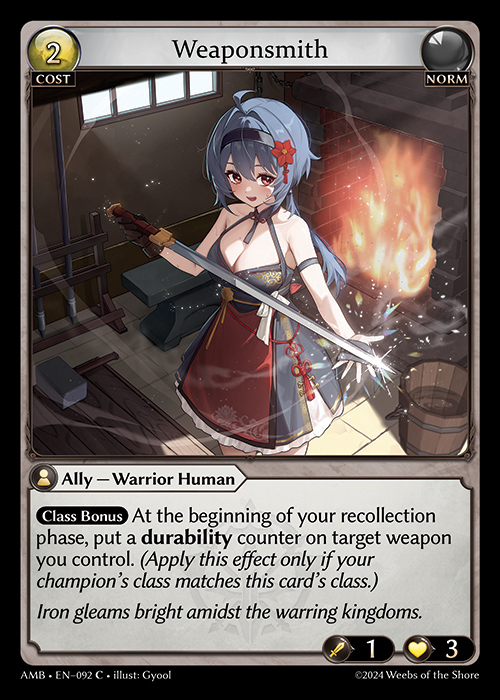 2
Weaponsmith
COST
NORM
Ally — Warrior Human
Class Bonus At the beginning of your recollection
phase, put a durability counter on target weapon
you control. (Apply this effect only if your
champion's class matches this card's class.)
Iron gleams bright amidst the warring kingdoms.
1
3
AMB • EN–092 C • illust: Gyool
©2024 Weebs of the Shore